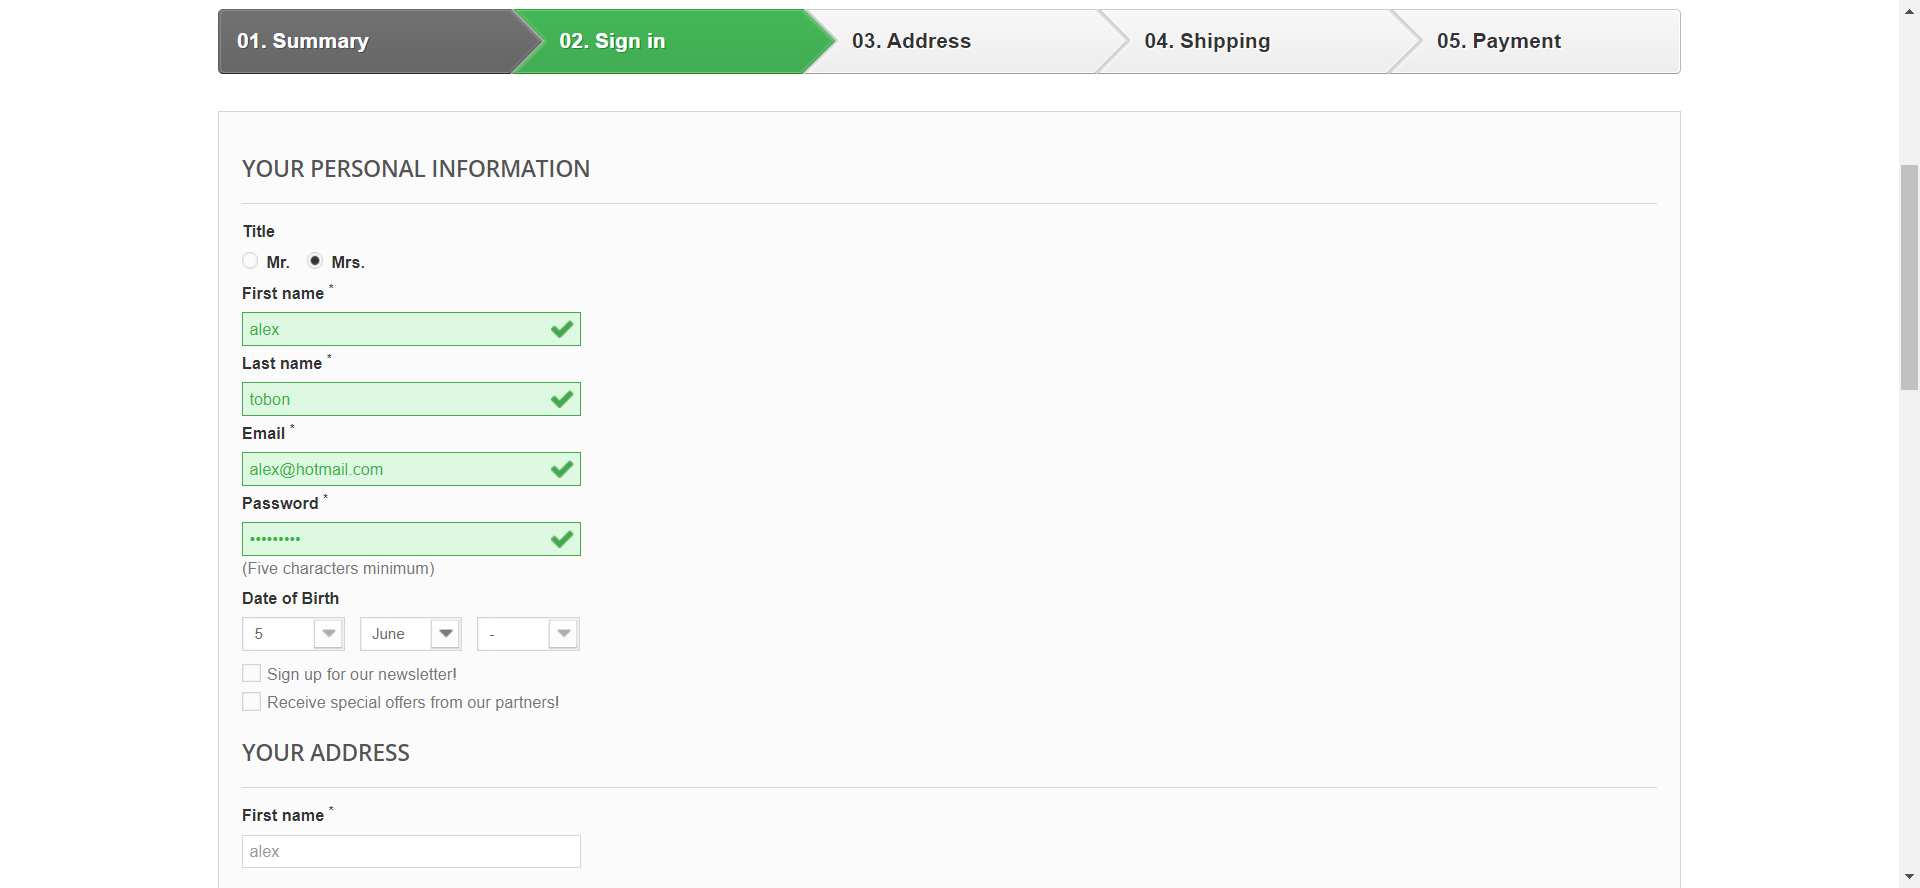 01. Summary
02. Sign in
03. Address
04. Shipping
05. Payment
YOUR PERSONAL INFORMATION
Title
Mr. Mrs.
First name *
alex
Last name *
tobon
Email *
alex@hotmail.com
Password *
•••••••••
(Five characters minimum)
Date of Birth
5 June -
Sign up for our newsletter!
Receive special offers from our partners!
YOUR ADDRESS
First name *
alex